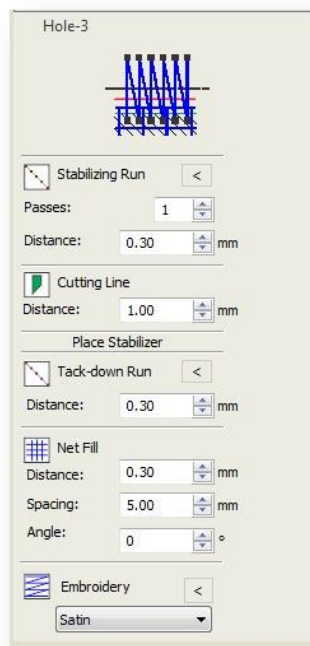 Hole-3
Stabilizing Run <
Passes: 1
Distance: 0.30 mm
Cutting Line
Distance: 1.00 mm
Place Stabilizer
Tack-down Run <
Distance: 0.30 mm
Net Fill
Distance: 0.30 mm
Spacing: 5.00 mm
Angle: 0 °
Embroidery <
Satin